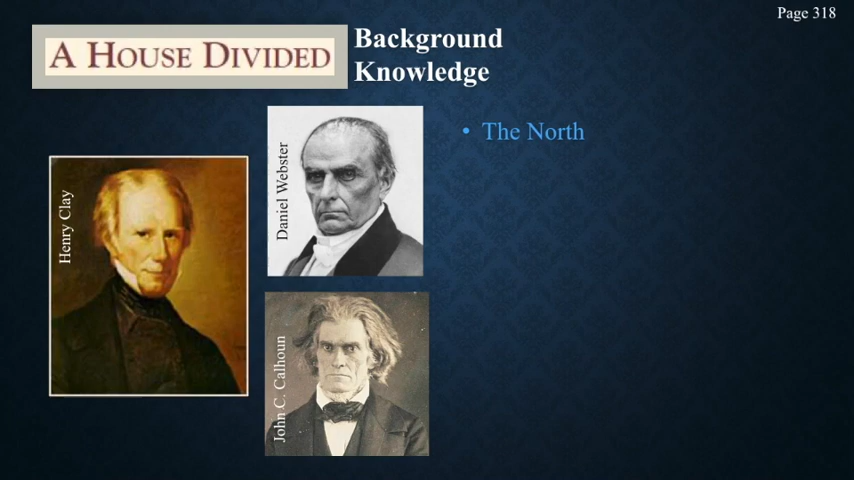 Page 318
A HOUSE DIVIDED
Background
Knowledge
• The North
Henry Clay
Daniel Webster
John C. Calhoun